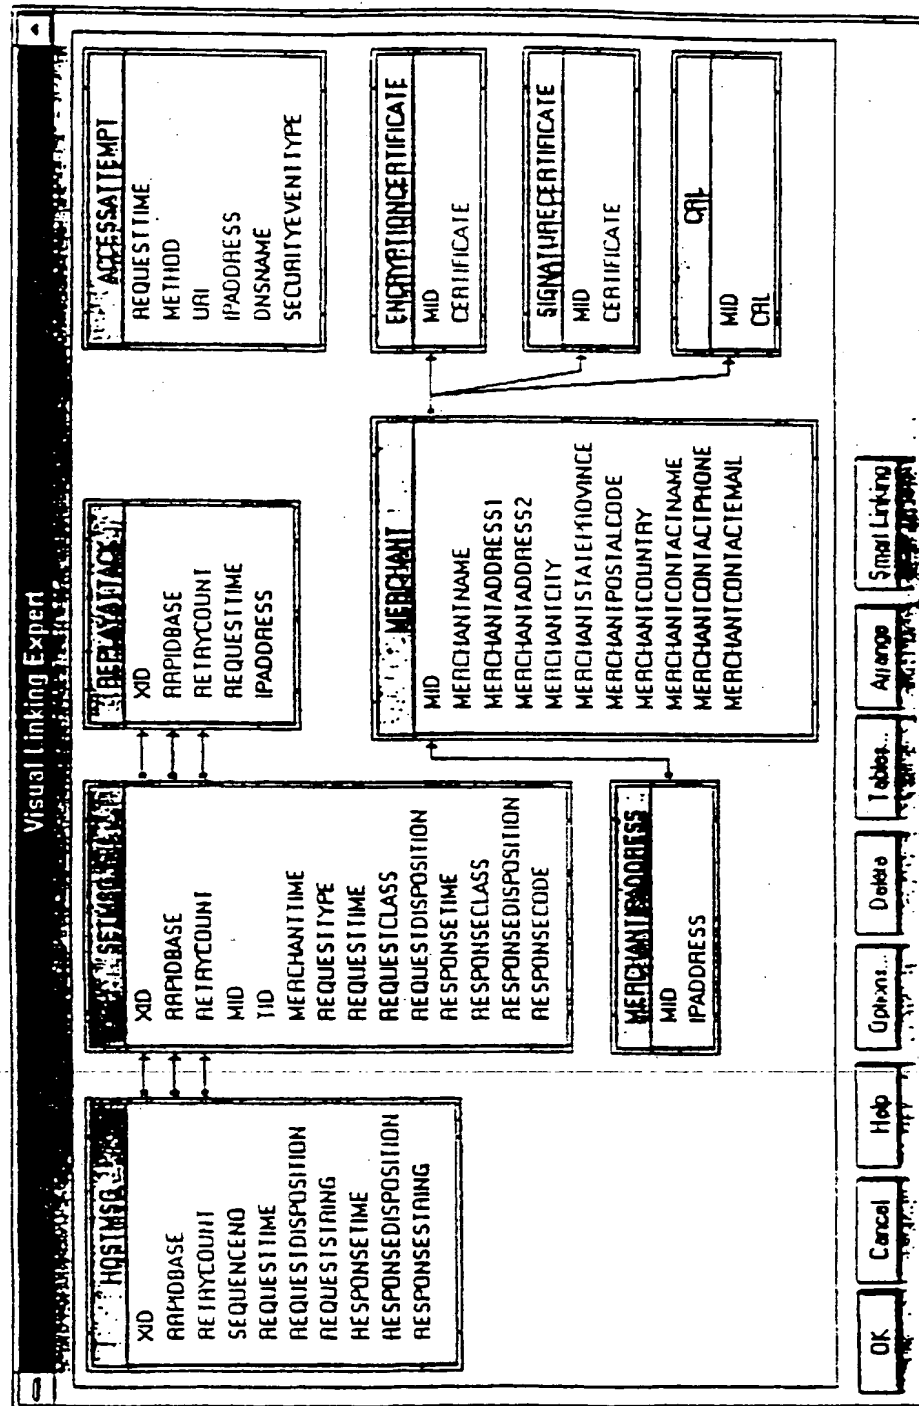 Visual Linking Expert
HOSTMSG
XID
RRPIDBASE
RETRYCOUNT
SEQUENCENO
REQUESTTIME
REQUESTDISPOSITION
REQUESTSTRING
RESPONSETIME
RESPONSEDISPOSITION
RESPONSESTRING
SETMSG
XID
RRPIDBASE
RETRYCOUNT
MID
TID
MERCHANTTIME
REQUESTTYPE
REQUESTTIME
REQUESTCLASS
REQUESTDISPOSITION
RESPONSETIME
RESPONSECLASS
RESPONSEDISPOSITION
RESPONSECODE
REPLAYATTACK
XID
RRPIDBASE
RETRYCOUNT
REQUESTTIME
IPADDRESS
ACCESSATTEMPT
REQUESTTIME
METHOD
URI
IPADDRESS
DNSNAME
SECURITYEVENTTYPE
MERCHANTIPADDRESS
MID
IPADDRESS
MERCHANT
MID
MERCHANTNAME
MERCHANTADDRESS1
MERCHANTADDRESS2
MERCHANTCITY
MERCHANTSTATEPROVINCE
MERCHANTPOSTALCODE
MERCHANTCOUNTRY
MERCHANTCONTACTNAME
MERCHANTCONTACTPHONE
MERCHANTCONTACTEMAIL
ENCRYPTIONCERTIFICATE
MID
CERTIFICATE
SIGNATURECERTIFICATE
MID
CERTIFICATE
CRL
MID
CRL
OK
Cancel
Help
Options...
Delete
Tables...
Arrange
Smart Linking